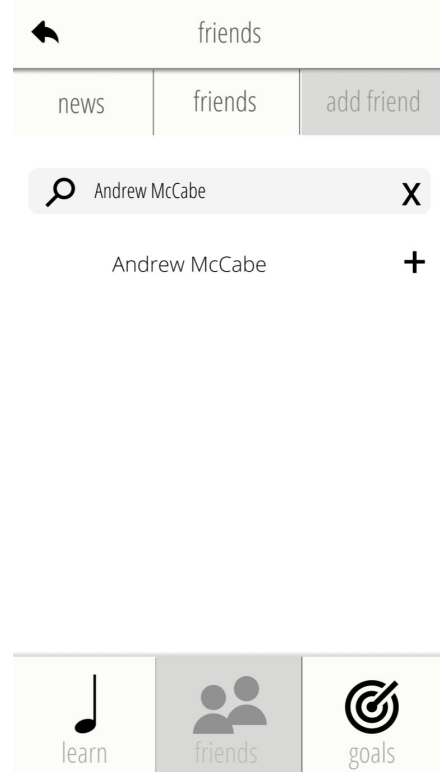 friends
news friends add friend
Andrew McCabe X
Andrew McCabe +
learn friends goals